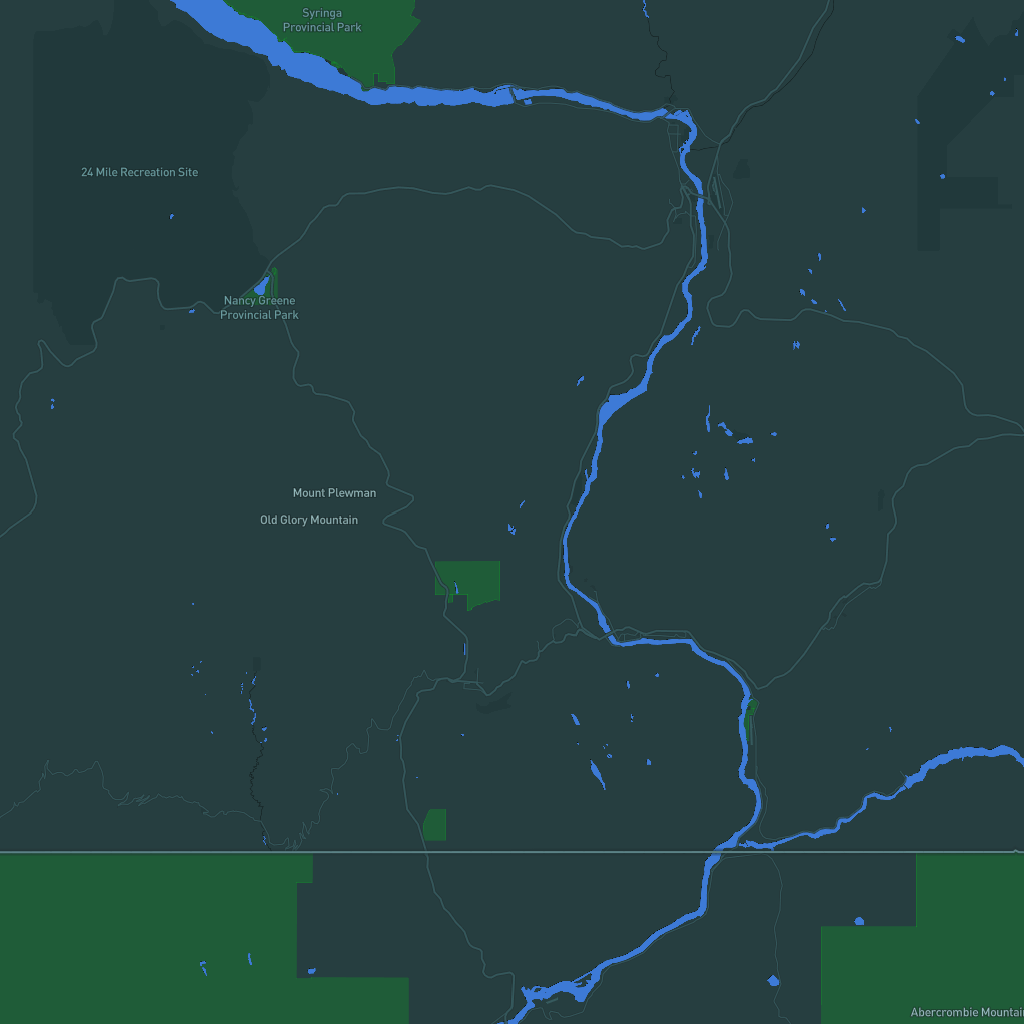 Syringa
Provincial Park
24 Mile Recreation Site
Nancy Greene
Provincial Park
Mount Plewman
Old Glory Mountain
Abercrombie Mountain